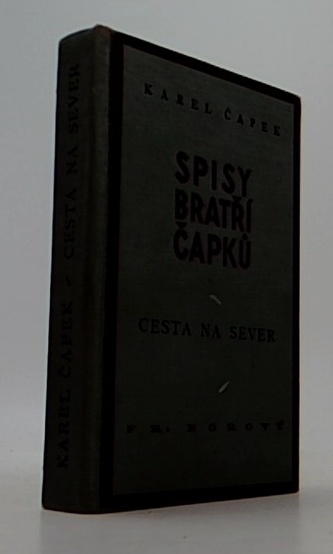 KAREL ČAPEK - CESTA NA SEVER
KAREL ČAPEK
SPISY
BRATŘÍ
ČAPKŮ
CESTA NA SEVER
FR. BOROVÝ